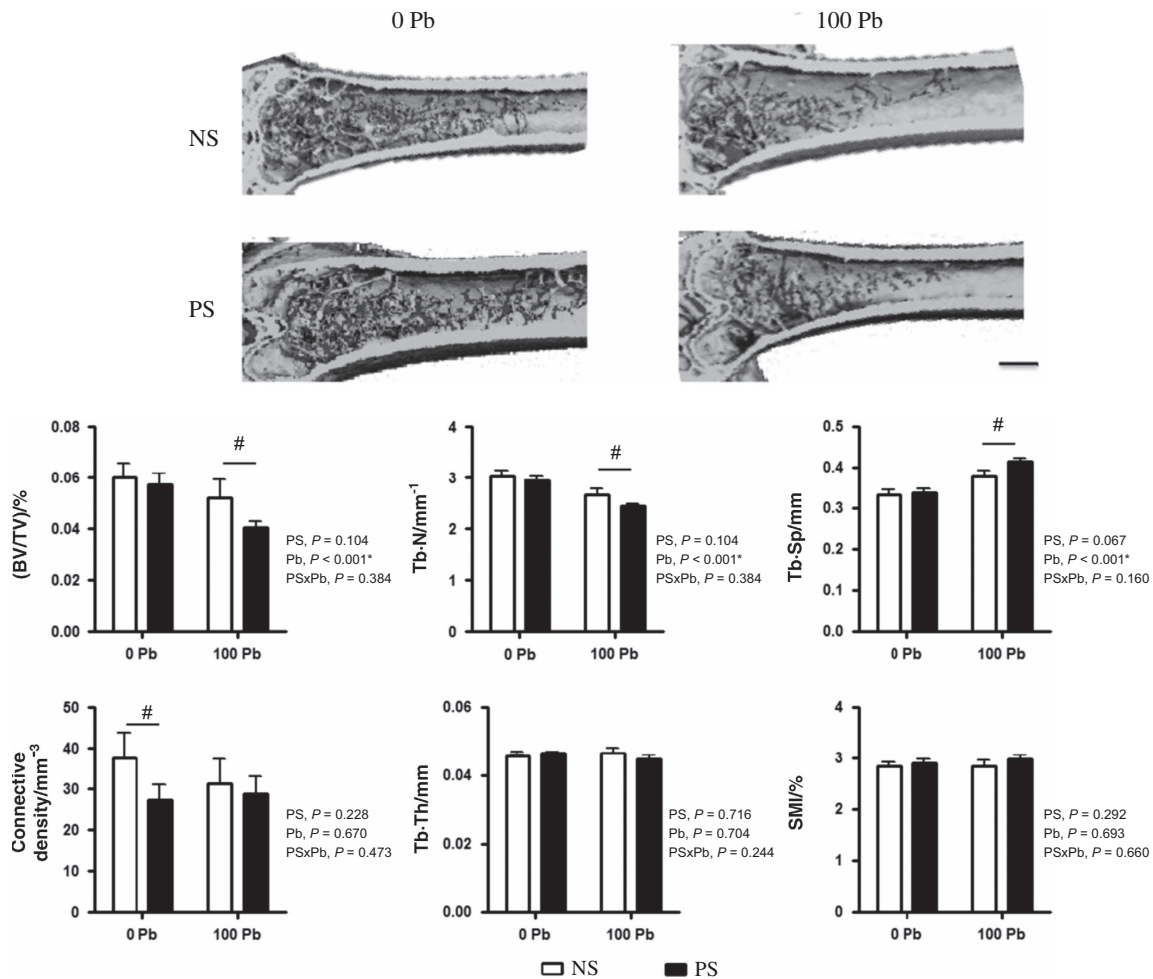 0 Pb
100 Pb
NS
PS
(BV/TV)/%
0.08
0.06
0.04
0.02
0.00
#
0 Pb
100 Pb
PS, P = 0.104
Pb, P < 0.001*
PSxPb, P = 0.384
Tb·N/mm⁻¹
4
3
2
1
0
#
0 Pb
100 Pb
PS, P = 0.104
Pb, P < 0.001*
PSxPb, P = 0.384
Tb·Sp/mm
0.5
0.4
0.3
0.2
0.1
0.0
#
0 Pb
100 Pb
PS, P = 0.067
Pb, P < 0.001*
PSxPb, P = 0.160
Connective
density/mm⁻³
50
40
30
20
10
0
#
0 Pb
100 Pb
PS, P = 0.228
Pb, P = 0.670
PSxPb, P = 0.473
Tb·Th/mm
0.06
0.04
0.02
0.00
0 Pb
100 Pb
PS, P = 0.716
Pb, P = 0.704
PSxPb, P = 0.244
SMI/%
4
3
2
1
0
0 Pb
100 Pb
PS, P = 0.292
Pb, P = 0.693
PSxPb, P = 0.660
NS
PS